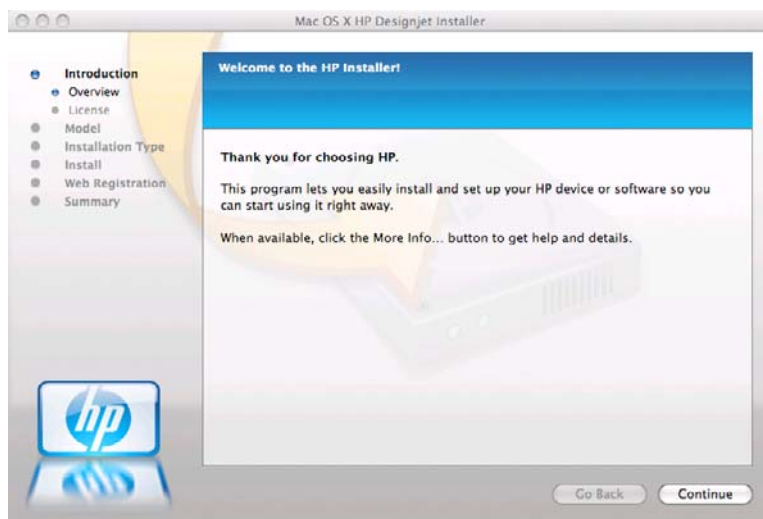 Mac OS X HP Designjet Installer
Introduction
Overview
License
Model
Installation Type
Install
Web Registration
Summary
Welcome to the HP Installer!
Thank you for choosing HP.
This program lets you easily install and set up your HP device or software so you
can start using it right away.
When available, click the More Info... button to get help and details.
hp
Go Back
Continue